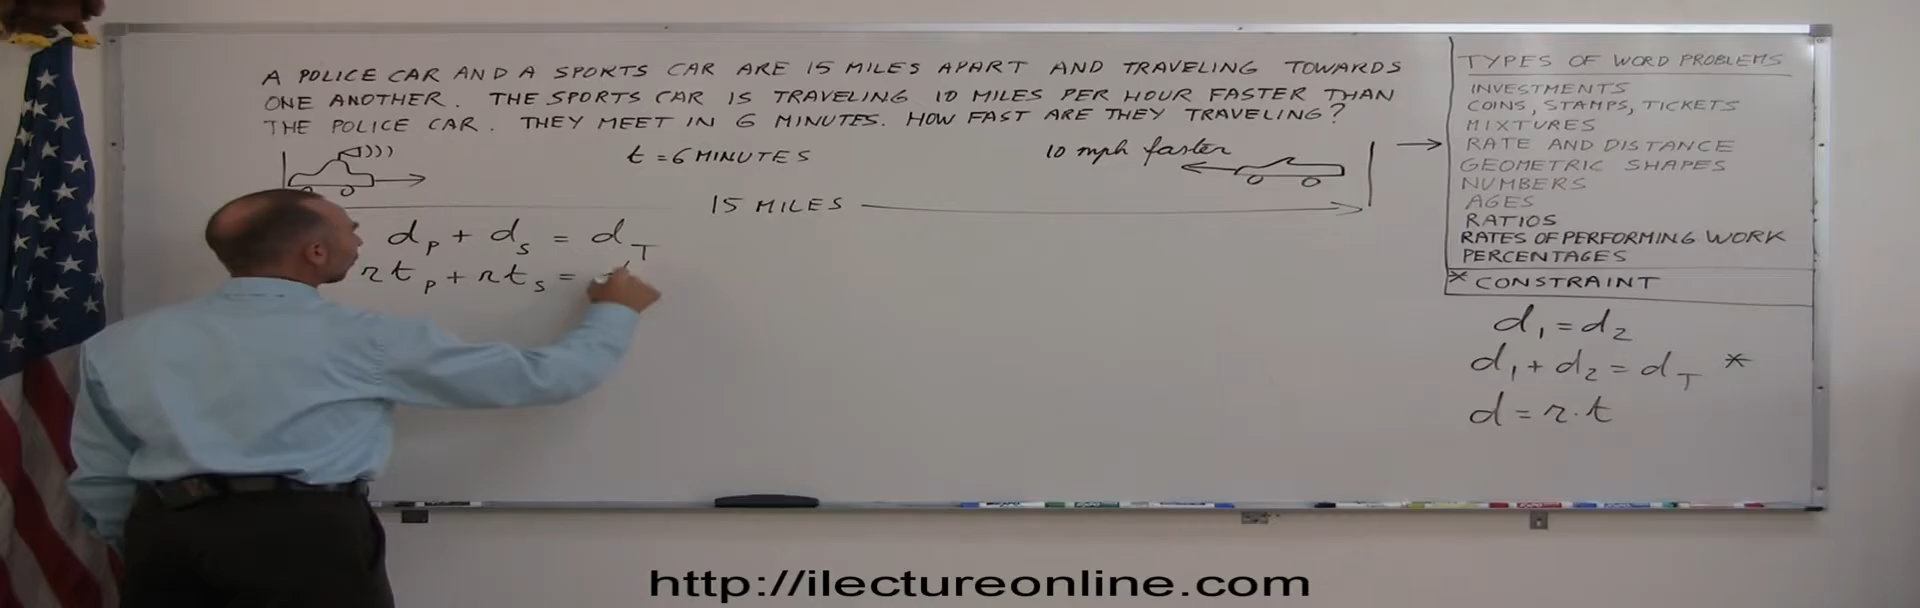 A POLICE CAR AND A SPORTS CAR ARE 15 MILES APART AND TRAVELING TOWARDS
ONE ANOTHER. THE SPORTS CAR IS TRAVELING 10 MILES PER HOUR FASTER THAN
THE POLICE CAR. THEY MEET IN 6 MINUTES. HOW FAST ARE THEY TRAVELING?
t = 6 MINUTES
10 mph faster
15 MILES
d_P + d_S = d_T
rt_P + rt_S =
TYPES OF WORD PROBLEMS
INVESTMENTS
COINS, STAMPS, TICKETS
MIXTURES
RATE AND DISTANCE
GEOMETRIC SHAPES
NUMBERS
AGES
RATIOS
RATES OF PERFORMING WORK
PERCENTAGES
* CONSTRAINT
d_1 = d_2
d_1 + d_2 = d_T *
d = r · t
http://ilectureonline.com